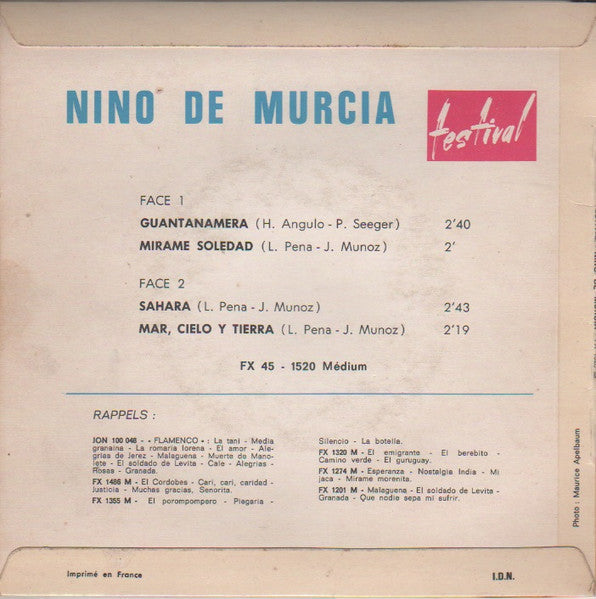 NINO DE MURCIA
festival
FACE 1
GUANTANAMERA (H. Angulo - P. Seeger) 2'40
MIRAME SOLEDAD (L. Pena - J. Munoz) 2'
FACE 2
SAHARA (L. Pena - J. Munoz) 2'43
MAR, CIELO Y TIERRA (L. Pena - J. Munoz) 2'19
FX 45 - 1520 Médium
RAPPELS :
ION 100 048 - « FLAMENCO » : La tani - Media
granaina - La romaria lorena - El amor - Ale-
grias de Jerez - Malaguena - Muerte de Mano-
lete - El soldado de Levita - Cale - Alegrias -
Rosas - Granada.
FX 1486 M - El Cordobes - Cari, cari, caridad -
Justicia - Muchas gracias, Senorita.
FX 1355 M - El porompompero - Plegaria -
Silencio - La botella.
FX 1320 M - El emigrante - El berebito -
Camino verde - El guruguay.
FX 1274 M - Esperanza - Nostalgia India - Mi
jaca - Mirame morenita.
FX 1201 M - Malaguena - El soldado de Levita -
Granada - Que nodie sepa mi sufrir.
Photo : Maurice Apelbaum
Imprimé en France
I.D.N.